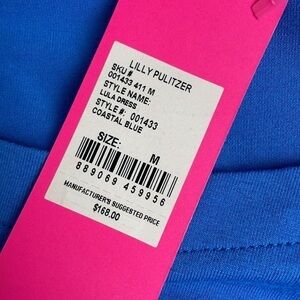 LILLY PULITZER
SKU #
001433 411 M
STYLE NAME:
LULA DRESS
STYLE #: 001433
COASTAL BLUE
SIZE: M
889069 459956
MANUFACTURER'S SUGGESTED PRICE
$168.00